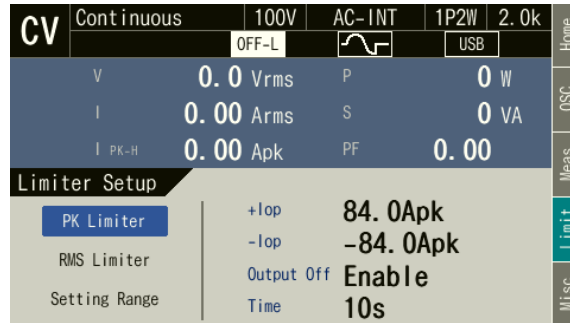 CV Continuous 100V AC-INT 1P2W 2.0k
OFF-L USB
V 0.0 Vrms P 0 W
I 0.00 Arms S 0 VA
I PK-H 0.00 Apk PF 0.00
Limiter Setup
PK Limiter
RMS Limiter
Setting Range
+Iop 84.0Apk
-Iop -84.0Apk
Output Off Enable
Time 10s
Home
OSC
Meas
Limit
Misc